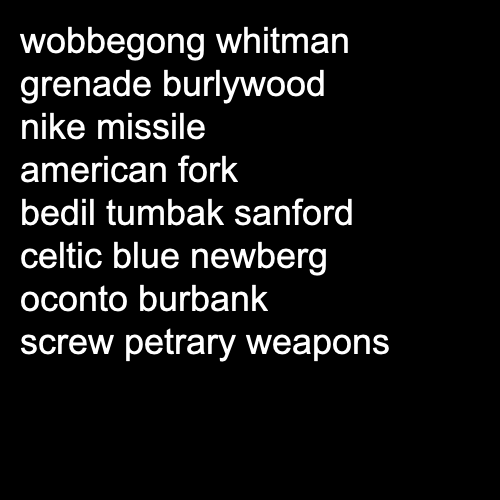 wobbegong whitman
grenade burlywood
nike missile
american fork
bedil tumbak sanford
celtic blue newberg
oconto burbank
screw petrary weapons